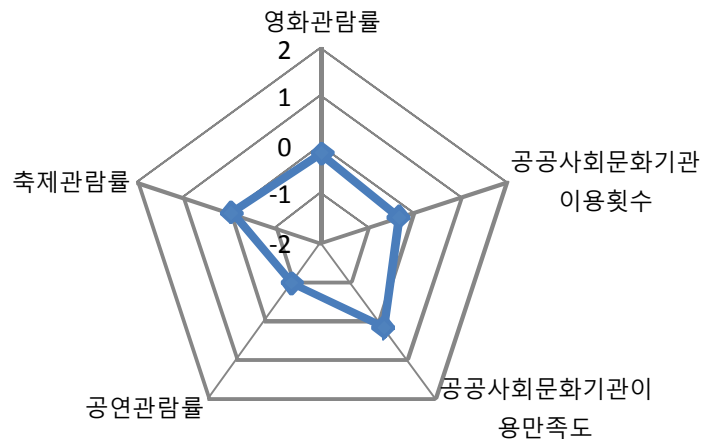 영화관람률
2
1
0
-1
-2
공공사회문화기관
이용횟수
공공사회문화기관이
용만족도
공연관람률
축제관람률